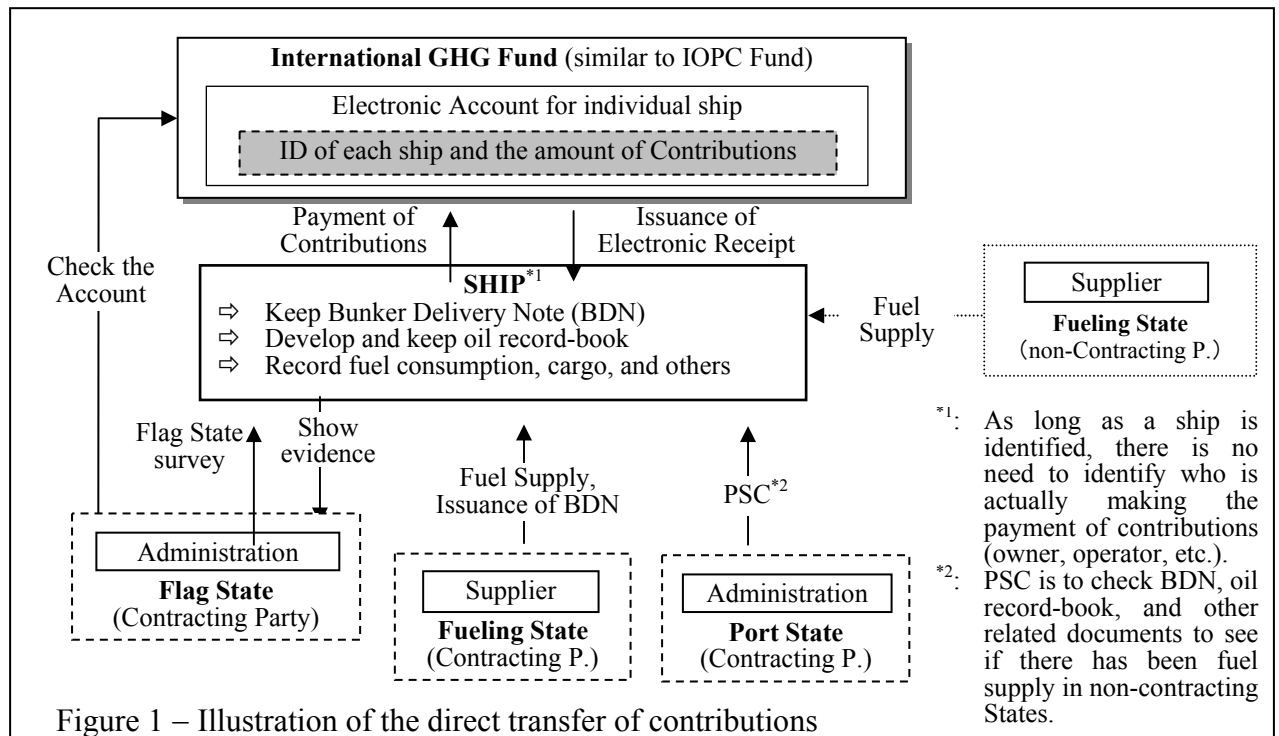 International GHG Fund (similar to IOPC Fund)
Electronic Account for individual ship
ID of each ship and the amount of Contributions
Payment of
Contributions
Issuance of
Electronic Receipt
Check the
Account
SHIP*1
⇨ Keep Bunker Delivery Note (BDN)
⇨ Develop and keep oil record-book
⇨ Record fuel consumption, cargo, and others
Fuel
Supply
Supplier
Fueling State
(non-Contracting P.)
Flag State
survey
Show
evidence
Fuel Supply,
Issuance of BDN
PSC*2
Administration
Flag State
(Contracting Party)
Supplier
Fueling State
(Contracting P.)
Administration
Port State
(Contracting P.)
*1: As long as a ship is
identified, there is no
need to identify who is
actually making the
payment of contributions
(owner, operator, etc.).
*2: PSC is to check BDN, oil
record-book, and other
related documents to see
if there has been fuel
supply in non-contracting
States.
Figure 1 – Illustration of the direct transfer of contributions